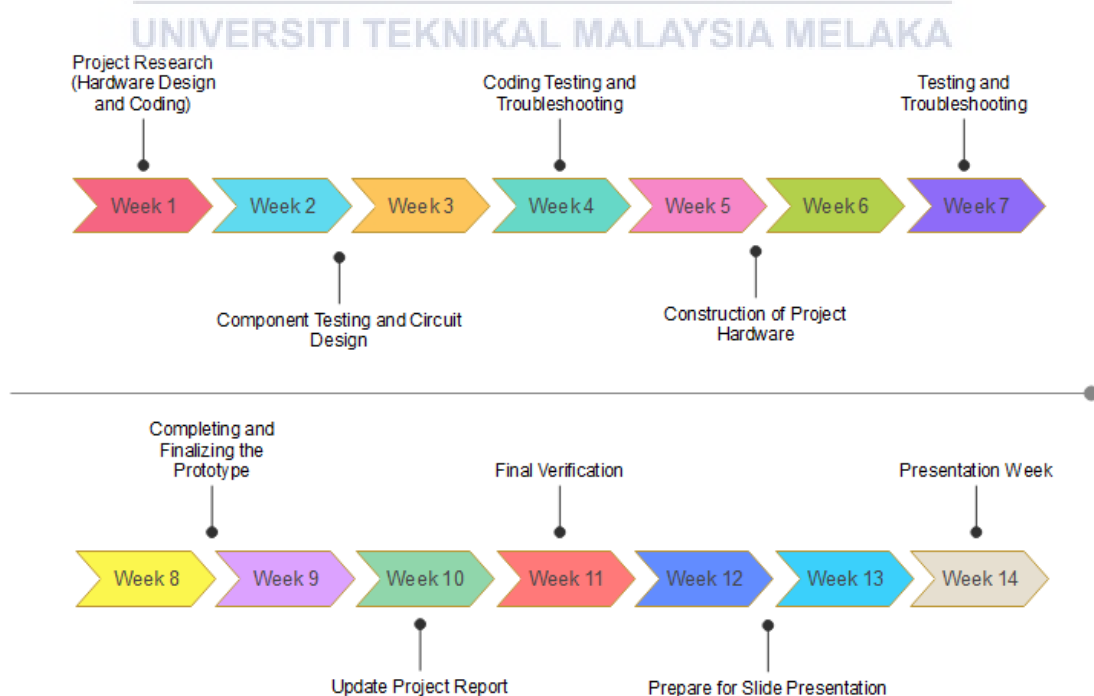 UNIVERSITI TEKNIKAL MALAYSIA MELAKA
Project Research
(Hardware Design
and Coding)
Coding Testing and
Troubleshooting
Testing and
Troubleshooting
Week 1
Week 2
Week 3
Week 4
Week 5
Week 6
Week 7
Component Testing and Circuit
Design
Construction of Project
Hardware
Completing and
Finalizing the
Prototype
Final Verification
Presentation Week
Week 8
Week 9
Week 10
Week 11
Week 12
Week 13
Week 14
Update Project Report
Prepare for Slide Presentation